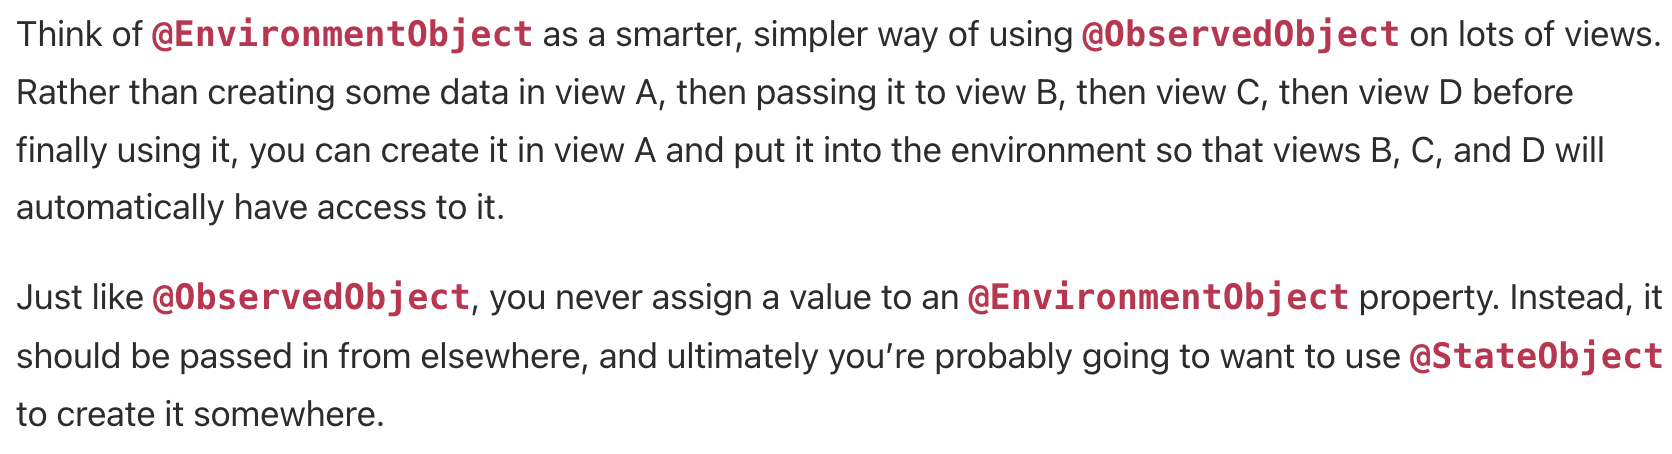 Think of @EnvironmentObject as a smarter, simpler way of using @ObservedObject on lots of views.
Rather than creating some data in view A, then passing it to view B, then view C, then view D before
finally using it, you can create it in view A and put it into the environment so that views B, C, and D will
automatically have access to it.
Just like @ObservedObject, you never assign a value to an @EnvironmentObject property. Instead, it
should be passed in from elsewhere, and ultimately you’re probably going to want to use @StateObject
to create it somewhere.